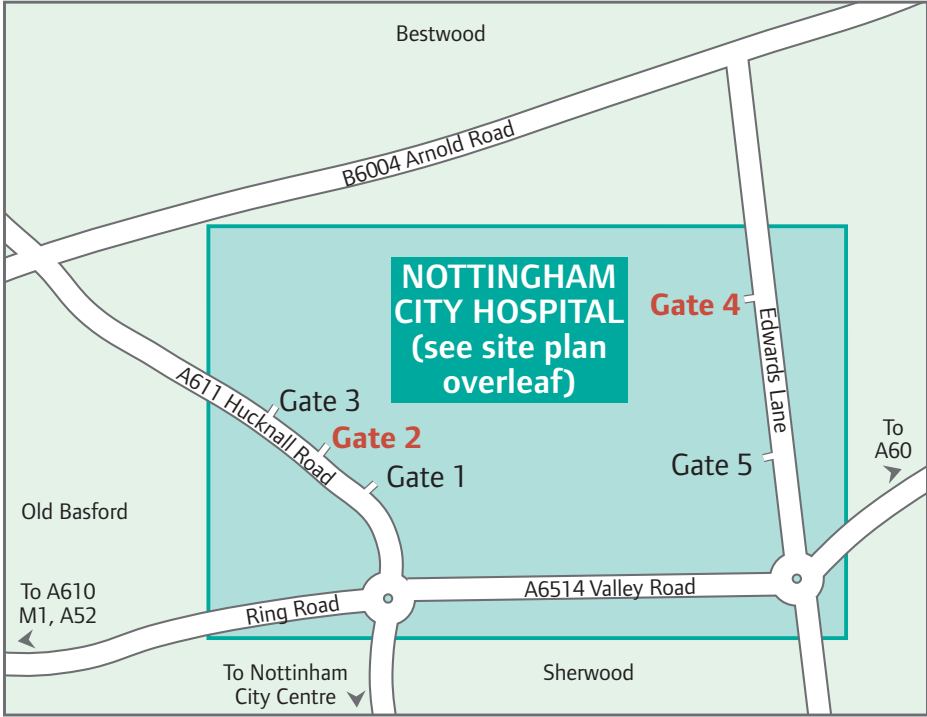 Bestwood
B6004 Arnold Road
NOTTINGHAM
CITY HOSPITAL
(see site plan
overleaf)
Gate 4
Edwards Lane
A611 Hucknall Road
Gate 3
Gate 2
Gate 1
Gate 5
To
A60
Old Basford
To A610
M1, A52
Ring Road
A6514 Valley Road
To Nottinham
City Centre
Sherwood